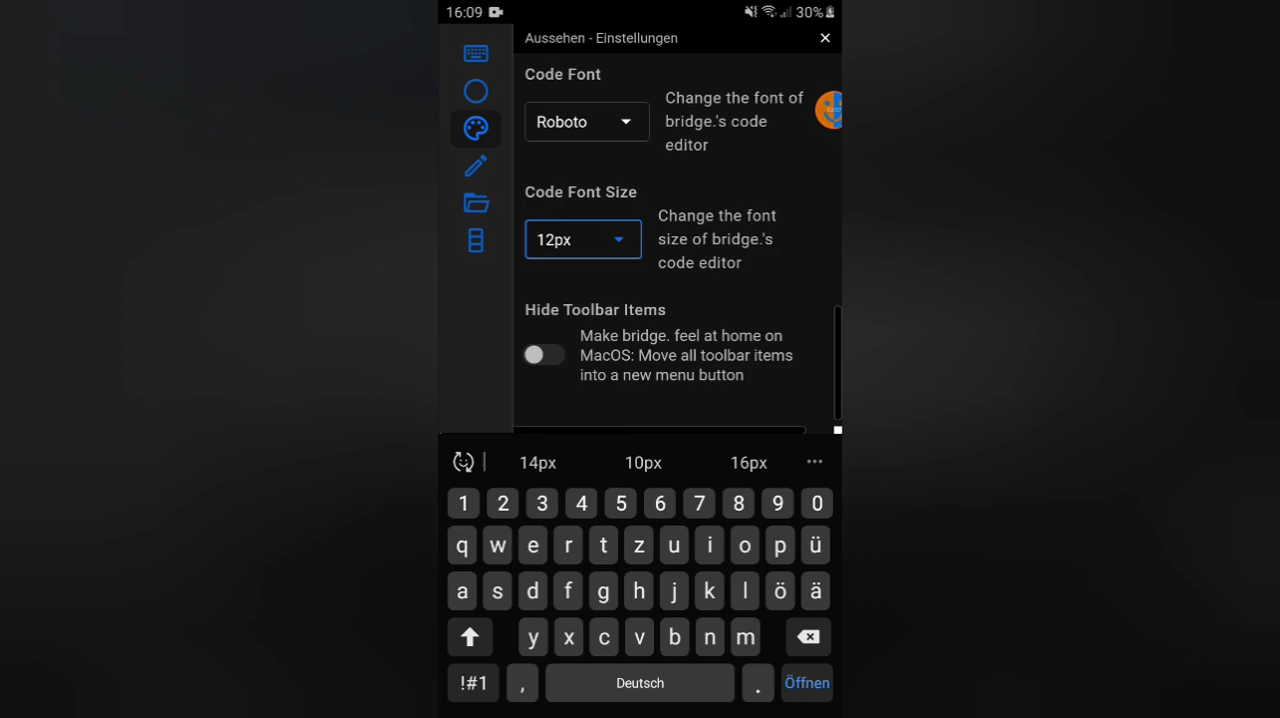 16:09
30%
Aussehen - Einstellungen
Code Font
Roboto
Change the font of
bridge.'s code
editor
Code Font Size
12px
Change the font
size of bridge.'s
code editor
Hide Toolbar Items
Make bridge. feel at home on
MacOS: Move all toolbar items
into a new menu button
14px 10px 16px ...
1 2 3 4 5 6 7 8 9 0
q w e r t z u i o p ü
a s d f g h j k l ö ä
y x c v b n m
!#1 , Deutsch . Öffnen